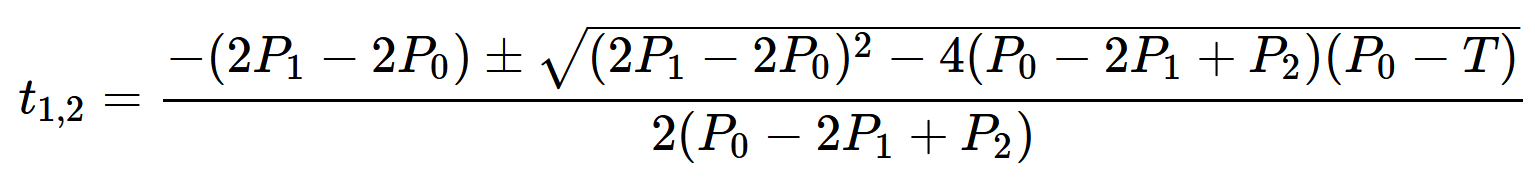 t_{1,2} = \frac{-(2P_1 - 2P_0) \pm \sqrt{(2P_1 - 2P_0)^2 - 4(P_0 - 2P_1 + P_2)(P_0 - T)}}{2(P_0 - 2P_1 + P_2)}